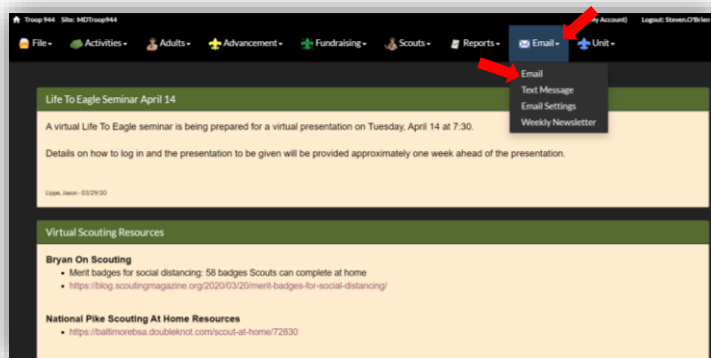 Troop 944 Site: MDTroop944
(My Account) Logout: Steven.O'Brien
File Activities Adults Advancement Fundraising Scouts Reports Email Unit
Email
Text Message
Email Settings
Weekly Newsletter
Life To Eagle Seminar April 14
A virtual Life To Eagle seminar is being prepared for a virtual presentation on Tuesday, April 14 at 7:30.
Details on how to log in and the presentation to be given will be provided approximately one week ahead of the presentation.
Lippe, Jason - 03/29/20
Virtual Scouting Resources
Bryan On Scouting
• Merit badges for social distancing: 58 badges Scouts can complete at home
• https://blog.scoutingmagazine.org/2020/03/20/merit-badges-for-social-distancing/
National Pike Scouting At Home Resources
• https://baltimorebsa.doubleknot.com/scout-at-home/72830